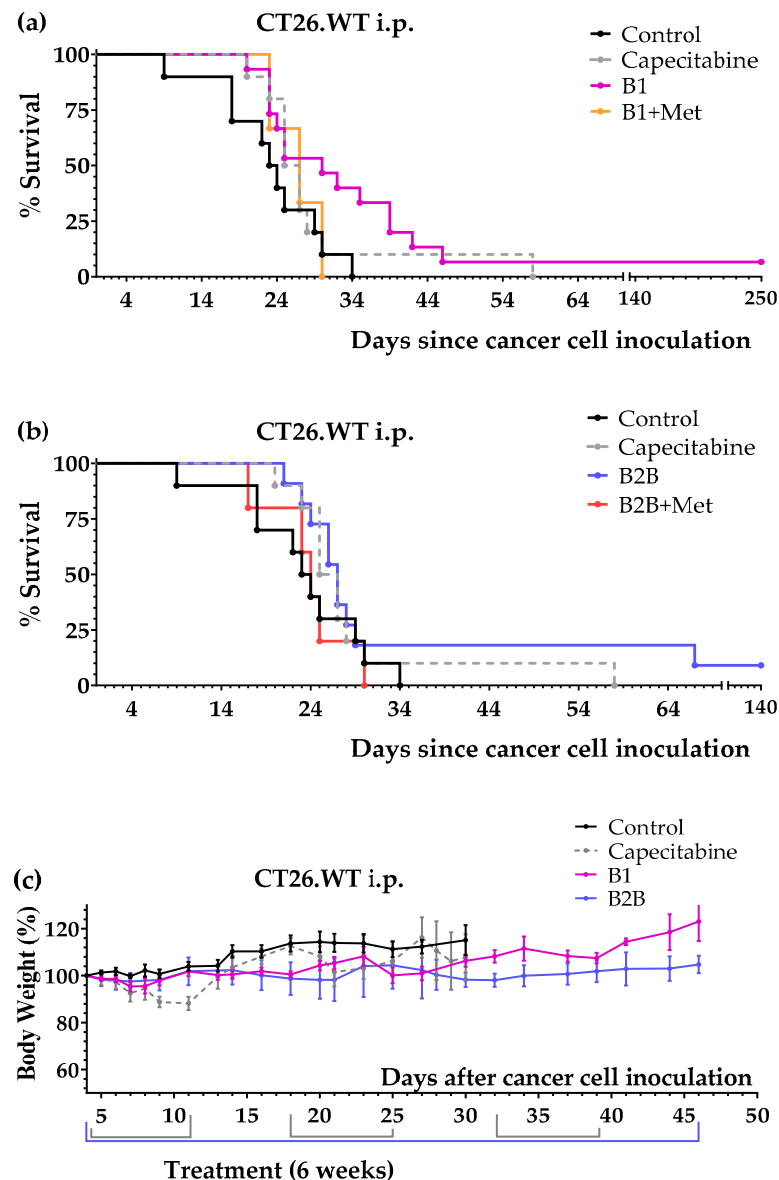 (a)
CT26.WT i.p.
Control
Capecitabine
B1
B1+Met
% Survival
100
75
50
25
0
4 14 24 34 44 54 64 140 250
Days since cancer cell inoculation
(b)
CT26.WT i.p.
Control
Capecitabine
B2B
B2B+Met
% Survival
100
75
50
25
0
4 14 24 34 44 54 64 140
Days since cancer cell inoculation
Control
Capecitabine
B1
B2B
(c)
CT26.WT i.p.
Body Weight (%)
120
100
80
60
Days after cancer cell inoculation
5 10 15 20 25 30 35 40 45 50
Treatment (6 weeks)